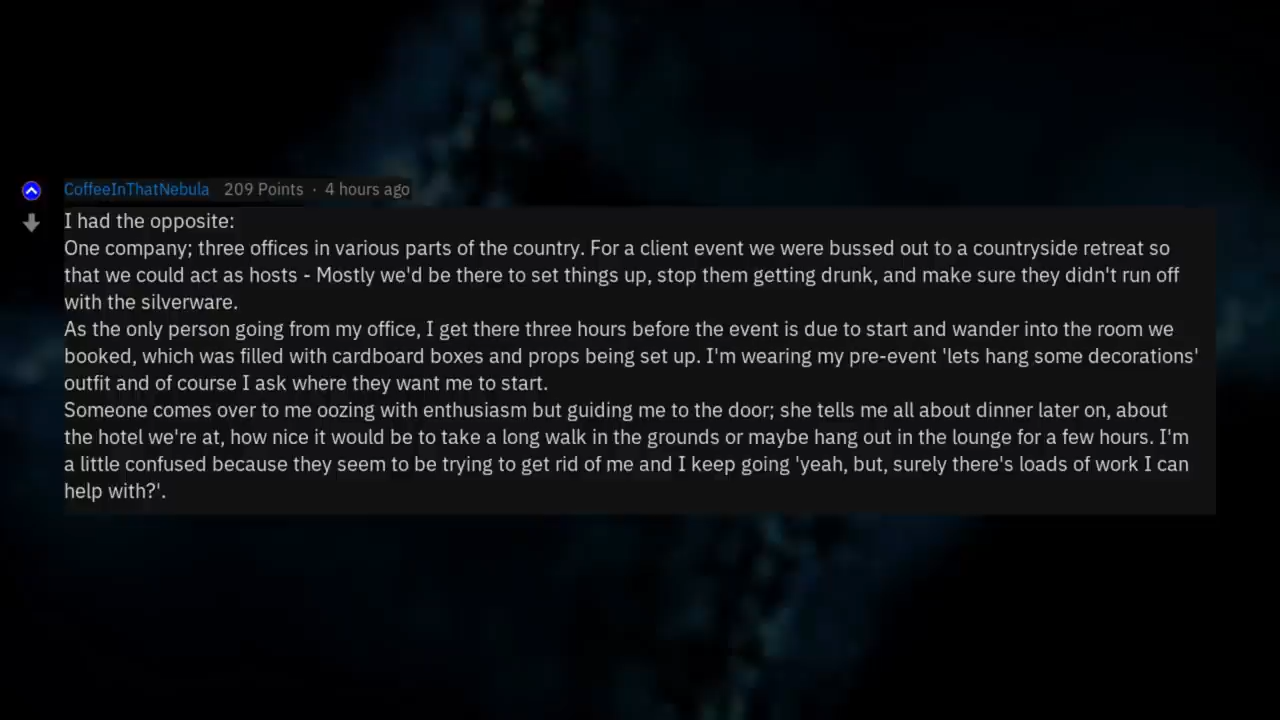 CoffeeInThatNebula 209 Points · 4 hours ago
I had the opposite:
One company; three offices in various parts of the country. For a client event we were bussed out to a countryside retreat so
that we could act as hosts - Mostly we'd be there to set things up, stop them getting drunk, and make sure they didn't run off
with the silverware.
As the only person going from my office, I get there three hours before the event is due to start and wander into the room we
booked, which was filled with cardboard boxes and props being set up. I'm wearing my pre-event 'lets hang some decorations'
outfit and of course I ask where they want me to start.
Someone comes over to me oozing with enthusiasm but guiding me to the door; she tells me all about dinner later on, about
the hotel we're at, how nice it would be to take a long walk in the grounds or maybe hang out in the lounge for a few hours. I'm
a little confused because they seem to be trying to get rid of me and I keep going 'yeah, but, surely there's loads of work I can
help with?'.